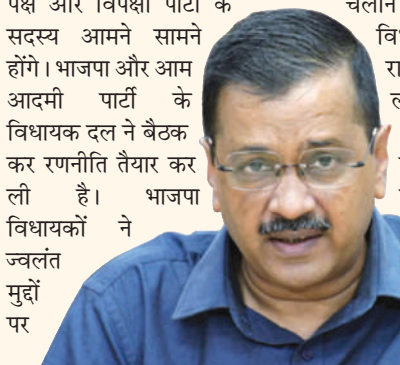 पक्ष और विपक्षी पार्टी के
सदस्य आमने सामने
होंगे। भाजपा और आम
आदमी पार्टी के
विधायक दल ने बैठक
कर रणनीति तैयार कर
ली है। भाजपा
विधायकों ने
ज्वलंत
मुद्दों
पर
चलाने